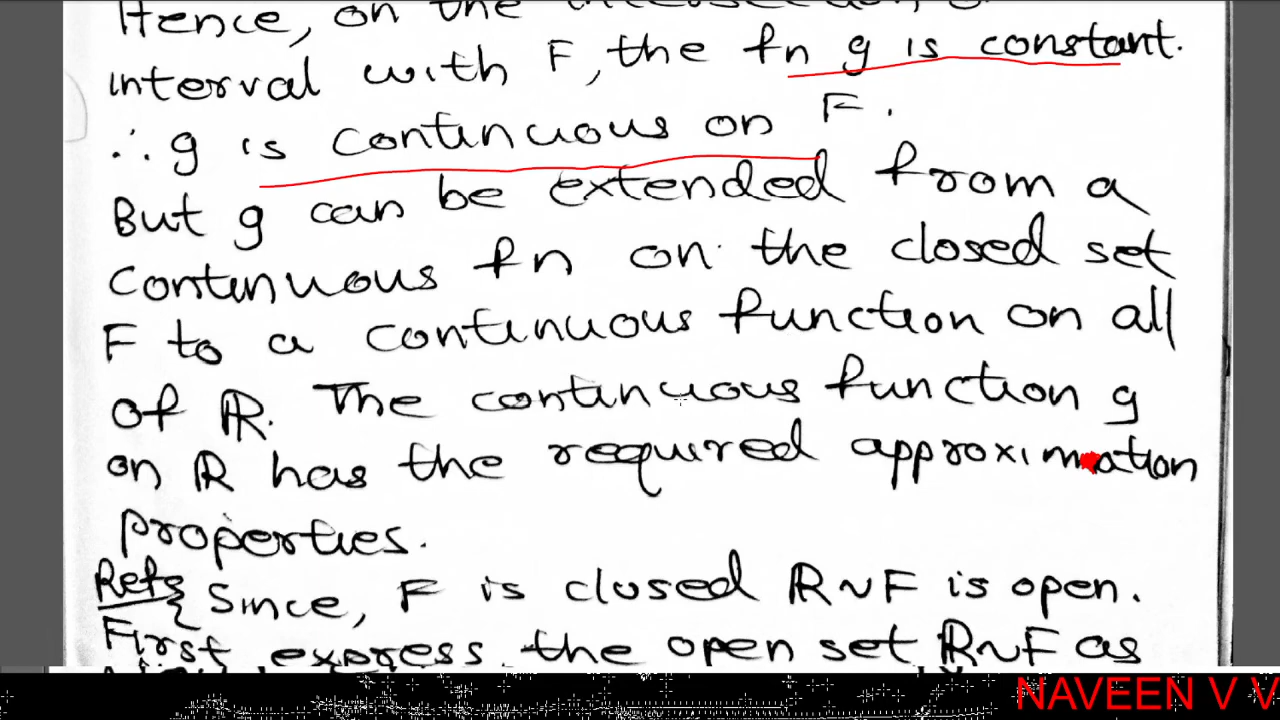 Hence, on the
interval with F, the fn g is constant.
∴ g is continuous on F.
But g can be extended from a
continuous fn on the closed set
F to a continuous function on all
of ℝ. The continuous function g
on ℝ has the required approximation
properties.
Refs } Since, F is closed ℝ~F is open.
First express the open set ℝ~F as
NAVEEN V V